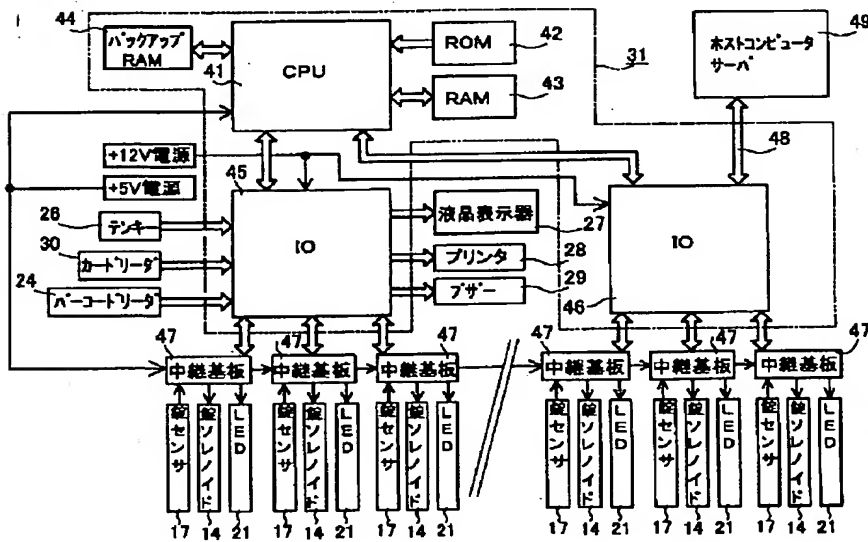 44
バックアップ
RAM
41
CPU
ROM
42
RAM
43
31
ホストコンピュータ
サーバ
49
48
+12V電源
+5V電源
45
IO
46
IO
26
テンキー
30
カードリーダ
24
バーコードリーダ
液晶表示器
27
プリンタ
28
ブザー
29
47
中継基板
47
中継基板
47
中継基板
47
中継基板
47
中継基板
47
中継基板
錠センサ
錠ソレノイド
LED
錠センサ
錠ソレノイド
LED
錠センサ
錠ソレノイド
LED
錠センサ
錠ソレノイド
LED
錠センサ
錠ソレノイド
LED
錠センサ
錠ソレノイド
LED
17 14 21 17 14 21 17 14 21 17 14 21 17 14 21 17 14 21